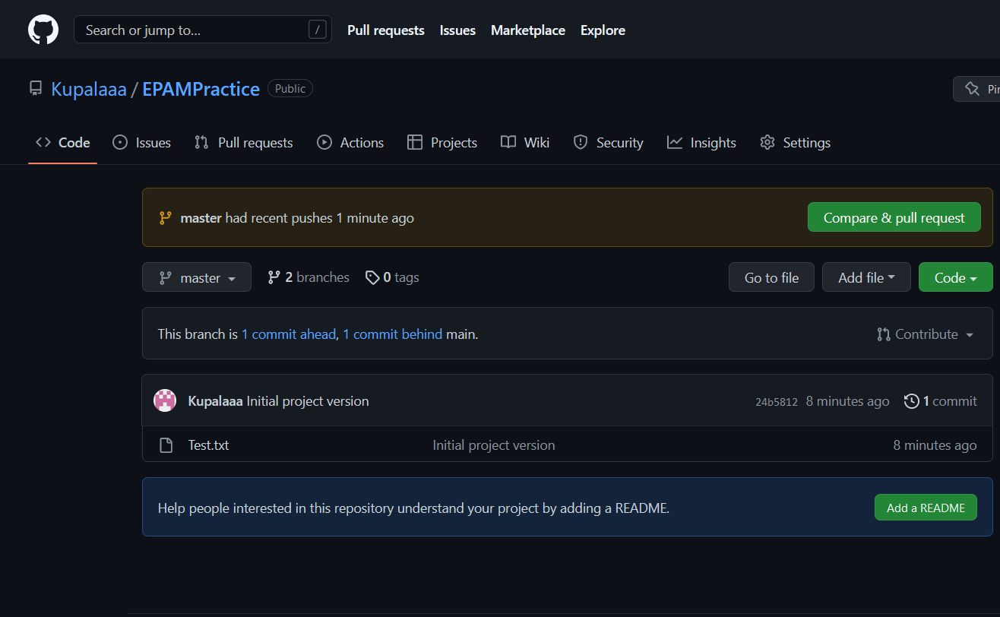 Search or jump to... /
Pull requests Issues Marketplace Explore
Kupalaaa / EPAMPractice Public
Code Issues Pull requests Actions Projects Wiki Security Insights Settings
master had recent pushes 1 minute ago Compare & pull request
master 2 branches 0 tags Go to file Add file Code
This branch is 1 commit ahead, 1 commit behind main. Contribute
Kupalaaa Initial project version 24b5812 8 minutes ago 1 commit
Test.txt Initial project version 8 minutes ago
Help people interested in this repository understand your project by adding a README. Add a README